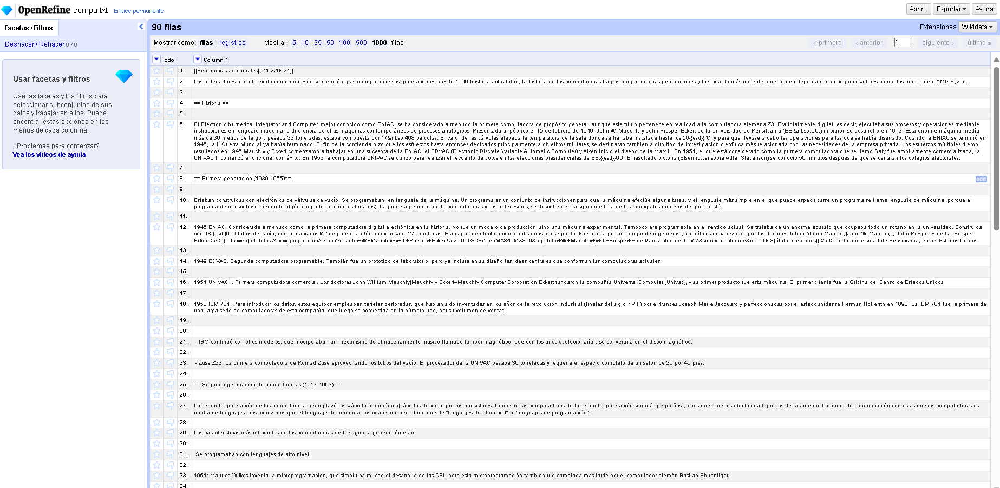 OpenRefine compu txt Enlace permanente
Abrir... Exportar Ayuda
Facetas / Filtros
90 filas
Extensiones Wikidata
Deshacer / Rehacer 0 / 0
Mostrar como: filas registros Mostrar: 5 10 25 50 100 500 1000 filas
« primera ‹ anterior 1 siguiente › última »
Todo Column 1
Usar facetas y filtros
Use las facetas y los filtros para
seleccionar subconjuntos de sus
datos y trabajar en ellos. Puede
encontrar estas opciones en los
menús de cada colomna.
¿Problemas para comenzar?
Vea los videos de ayuda
1. {{Referencias adicionales|t=20220421}}
2. Los ordenadores han ido evolucionando desde su creación, pasando por diversas generaciones, desde 1940 hasta la actualidad, la historia de las computadoras ha pasado por muchas generaciones y la sexta, la más reciente, que viene integrada con microprocesadores como los Intel Core o AMD Ryzen.
3.
4. == Historia ==
5.
6. El Electronic Numerical Integrator and Computer, mejor conocido como ENIAC, se ha considerado a menudo la primera computadora de propósito general, aunque este título pertenece en realidad a la computadora alemana Z3. Era totalmente digital, es decir, ejecutaba sus procesos y operaciones mediante
instrucciones en lenguaje máquina, a diferencia de otras máquinas contemporáneas de procesos analógicos. Presentada al público el 15 de febrero de 1946, John W. Mauchly y John Presper Eckert de la Universidad de Pensilvania (EE.&nbsp;UU.) iniciaron su desarrollo en 1943. Esta enorme máquina medía
más de 30 metros de largo y pesaba 32 toneladas, estaba compuesta por 17&nbsp;468 válvulas. El calor de las válvulas elevaba la temperatura de la sala donde se hallaba instalada hasta los 50{{esd}}°C. y para que llevase a cabo las operaciones para las que se había diseñado. Cuando la ENIAC se terminó en
1946, la II Guerra Mundial ya había terminado. El fin de la contienda hizo que los esfuerzos hasta entonces dedicados principalmente a objetivos militares, se destinaran también a otro tipo de investigación científica más relacionada con las necesidades de la empresa privada. Los esfuerzos múltiples dieron
resultados en 1945 Mauchly y Eckert comenzaron a trabajar en una sucesora de la ENIAC, el EDVAC (Electronic Discrete Variable Automatic Computer) y Aiken inició el diseño de la Mark II. En 1951, el que está considerado como la primera computadora que se llamó Saly fue ampliamente comercializada, la
UNIVAC I, comenzó a funcionar con éxito. En 1952 la computadora UNIVAC se utilizó para realizar el recuento de votos en las elecciones presidenciales de EE.{{esd}}UU. El resultado victoria (Eisenhower sobre Adlai Stevenson) se conoció 50 minutos después de que se cerraran los colegios electorales.
7.
8. == Primera generación (1939-1955)==
edit
9.
10. Estaban construidas con electrónica de válvulas de vacío. Se programaban en lenguaje de la máquina. Un programa es un conjunto de instrucciones para que la máquina efectúe alguna tarea, y el lenguaje más simple en el que puede especificarse un programa se llama lenguaje de máquina (porque el
programa debe escribirse mediante algún conjunto de códigos binarios). La primera generación de computadoras y sus antecesores, se describen en la siguiente lista de los principales modelos de que constó:
11.
12. 1946 ENIAC. Considerada a menudo como la primera computadora digital electrónica en la historia. No fue un modelo de producción, sino una máquina experimental. Tampoco era programable en el sentido actual. Se trataba de un enorme aparato que ocupaba todo un sótano en la universidad. Construida
con 18{{esd}}000 tubos de vacío, consumía varios kW de potencia eléctrica y pesaba 27 toneladas. Era capaz de efectuar cinco mil sumas por segundo. Fue hecha por un equipo de ingenieros y científicos encabezados por los doctores John William Mauchly|John W. Mauchly y John Presper Eckert|J. Presper
Eckert<ref>{{Cita web|url=https://www.google.com/search?q=John+W.+Mauchly+y+J.+Presper+Eckert&rlz=1C1GCEA_enMX840MX840&oq=John+W.+Mauchly+y+J.+Presper+Eckert&aqs=chrome..69i57&sourceid=chrome&ie=UTF-8|título=creadores}}</ref> en la universidad de Pensilvania, en los Estados Unidos.
13.
14. 1949 EDVAC. Segunda computadora programable. También fue un prototipo de laboratorio, pero ya incluía en su diseño las ideas centrales que conforman las computadoras actuales.
15.
16. 1951 UNIVAC I. Primera computadora comercial. Los doctores John William Mauchly|Mauchly y Eckert–Mauchly Computer Corporation|Eckert fundaron la compañía Universal Computer (Univac), y su primer producto fue esta máquina. El primer cliente fue la Oficina del Censo de Estados Unidos.
17.
18. 1953 IBM 701. Para introducir los datos, estos equipos empleaban tarjetas perforadas, que habían sido inventadas en los años de la revolución industrial (finales del siglo XVIII) por el francés Joseph Marie Jacquard y perfeccionadas por el estadounidense Herman Hollerith en 1890. La IBM 701 fue la primera de
una larga serie de computadoras de esta compañía, que luego se convertiría en la número uno, por su volumen de ventas.
19.
20.
21. - IBM continuó con otros modelos, que incorporaban un mecanismo de almacenamiento masivo llamado tambor magnético, que con los años evolucionaría y se convertiría en el disco magnético.
22.
23. - Zuse Z22. La primera computadora de Konrad Zuse aprovechando los tubos del vacío. El procesador de la UNIVAC pesaba 30 toneladas y requería el espacio completo de un salón de 20 por 40 pies.
24.
25. == Segunda generación de computadoras (1957-1963) ==
26.
27. La segunda generación de las computadoras reemplazó las Válvula termoiónica|válvulas de vacío por los transistores. Con esto, las computadoras de la segunda generación son más pequeñas y consumen menos electricidad que las de la anterior. La forma de comunicación con estas nuevas computadoras es
mediante lenguajes más avanzados que el lenguaje de máquina, los cuales reciben el nombre de "lenguajes de alto nivel" o "lenguajes de programación".
28.
29. Las características más relevantes de las computadoras de la segunda generación eran:
30.
31. Se programaban con lenguajes de alto nivel.
32.
33. 1951: Maurice Wilkes inventa la microprogramación, que simplifica mucho el desarrollo de las CPU pero esta microprogramación también fue cambiada más tarde por el computador alemán Bastian Shuantiger.
34.